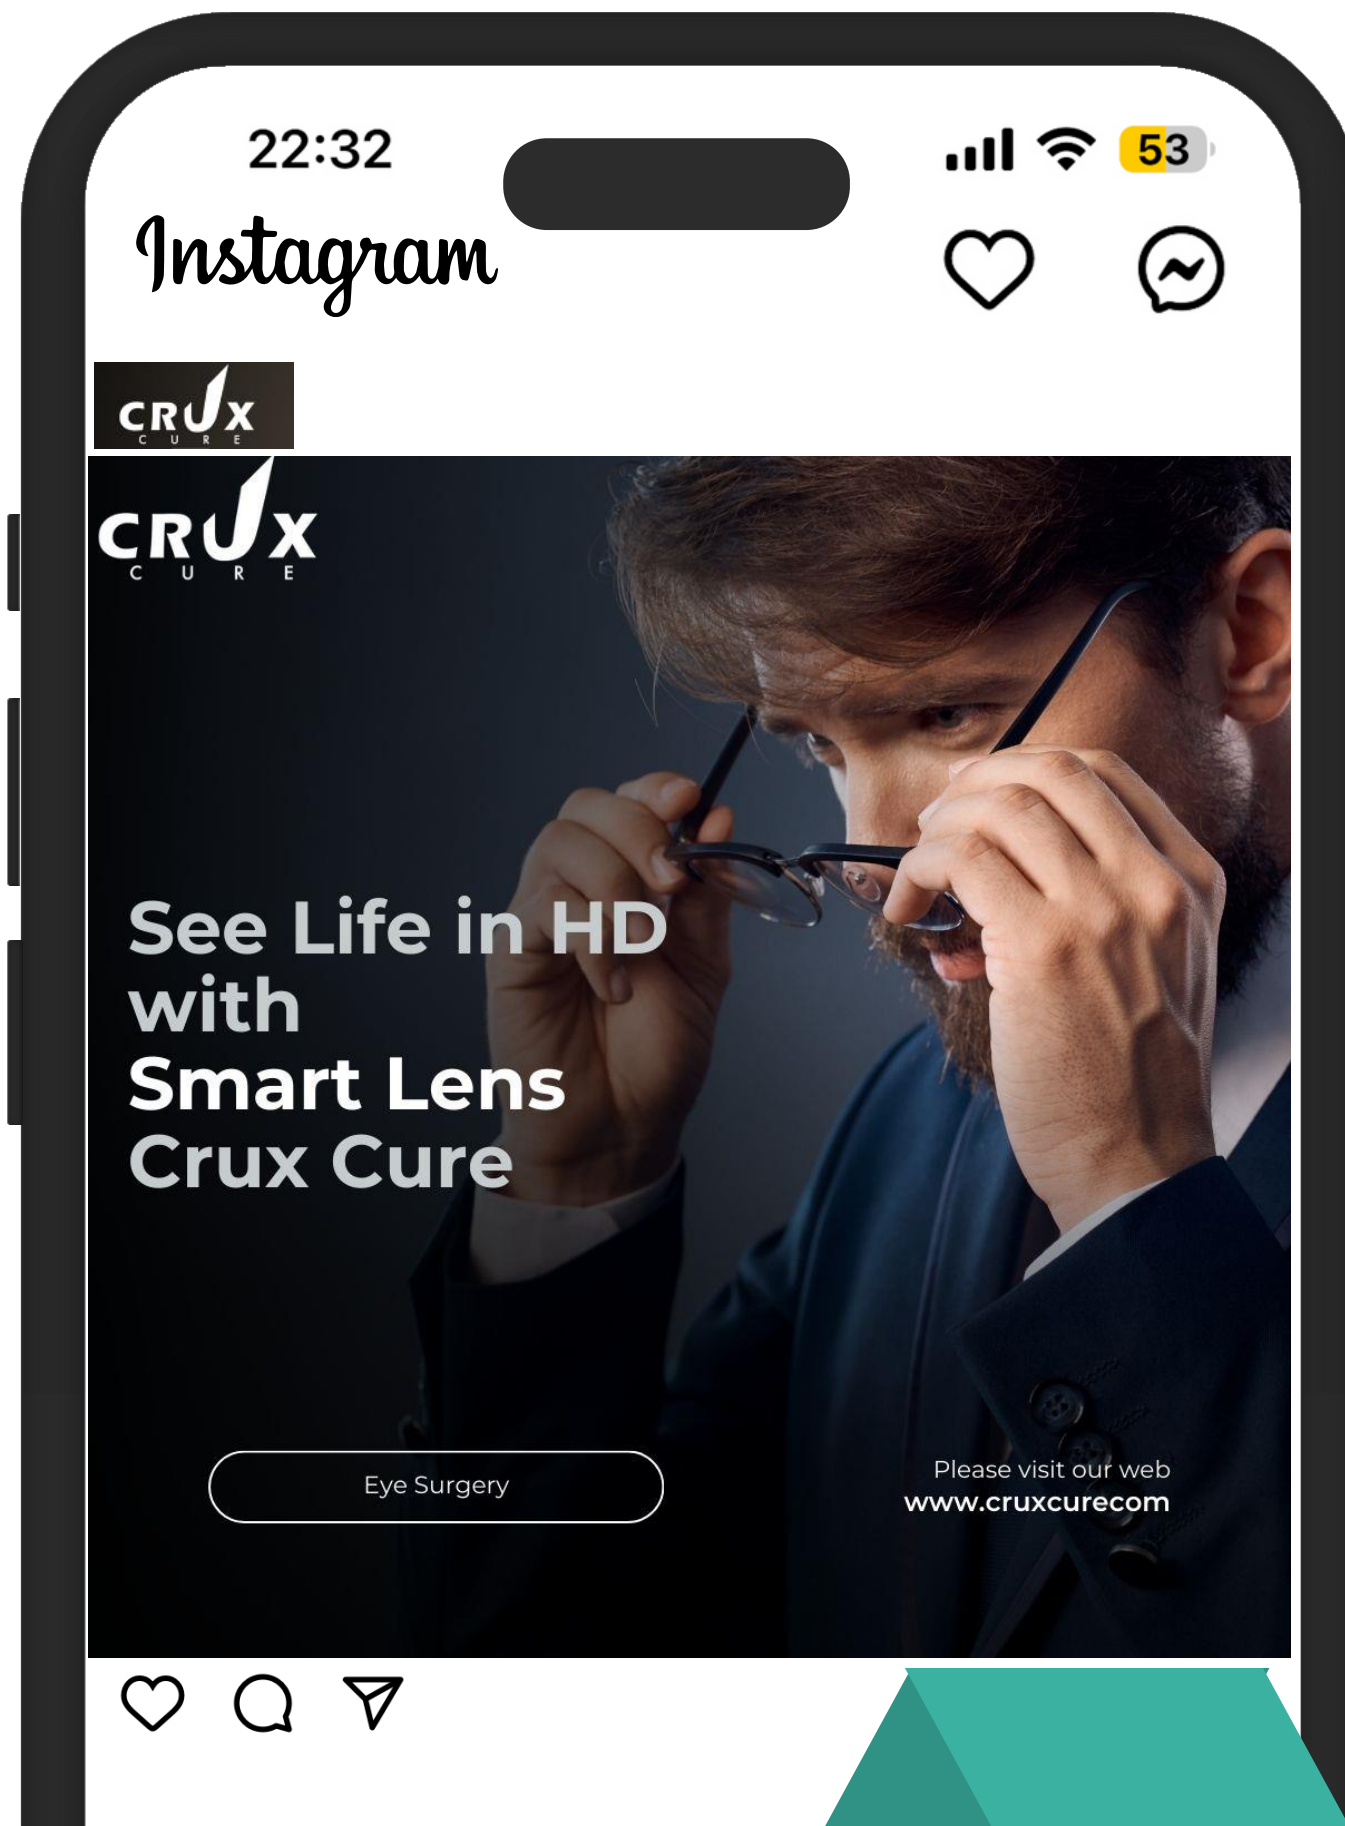 22:32
53
Instagram
CRUX
CURE
CRUX
CURE
See Life in HD
with
Smart Lens
Crux Cure
Eye Surgery
Please visit our web
www.cruxcurecom